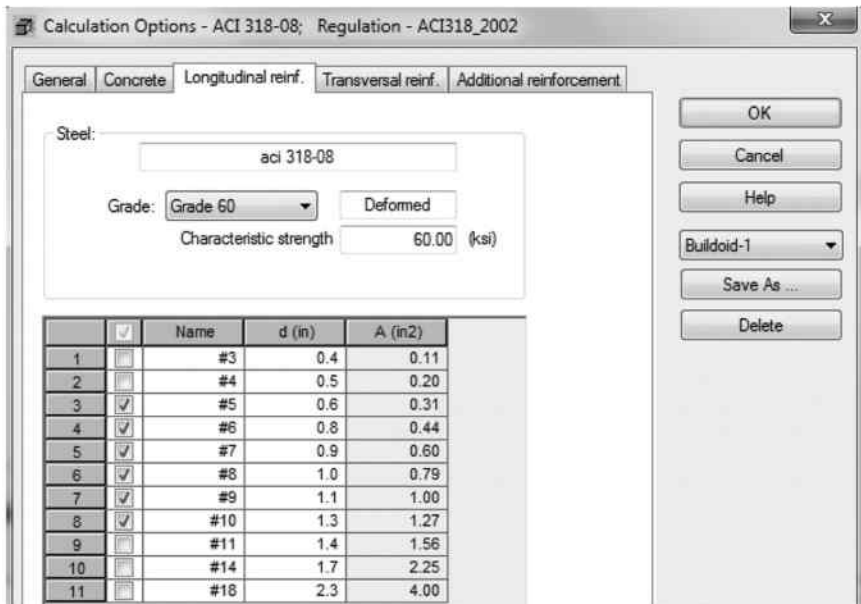 Calculation Options - ACI 318-08; Regulation - ACI318_2002
General Concrete Longitudinal reinf. Transversal reinf. Additional reinforcement
OK
Cancel
Help
Buildoid-1
Save As ...
Delete
Steel:
aci 318-08
Grade: Grade 60 Deformed
Characteristic strength 60.00 (ksi)
Name d (in) A (in2)
1 #3 0.4 0.11
2 #4 0.5 0.20
3 #5 0.6 0.31
4 #6 0.8 0.44
5 #7 0.9 0.60
6 #8 1.0 0.79
7 #9 1.1 1.00
8 #10 1.3 1.27
9 #11 1.4 1.56
10 #14 1.7 2.25
11 #18 2.3 4.00